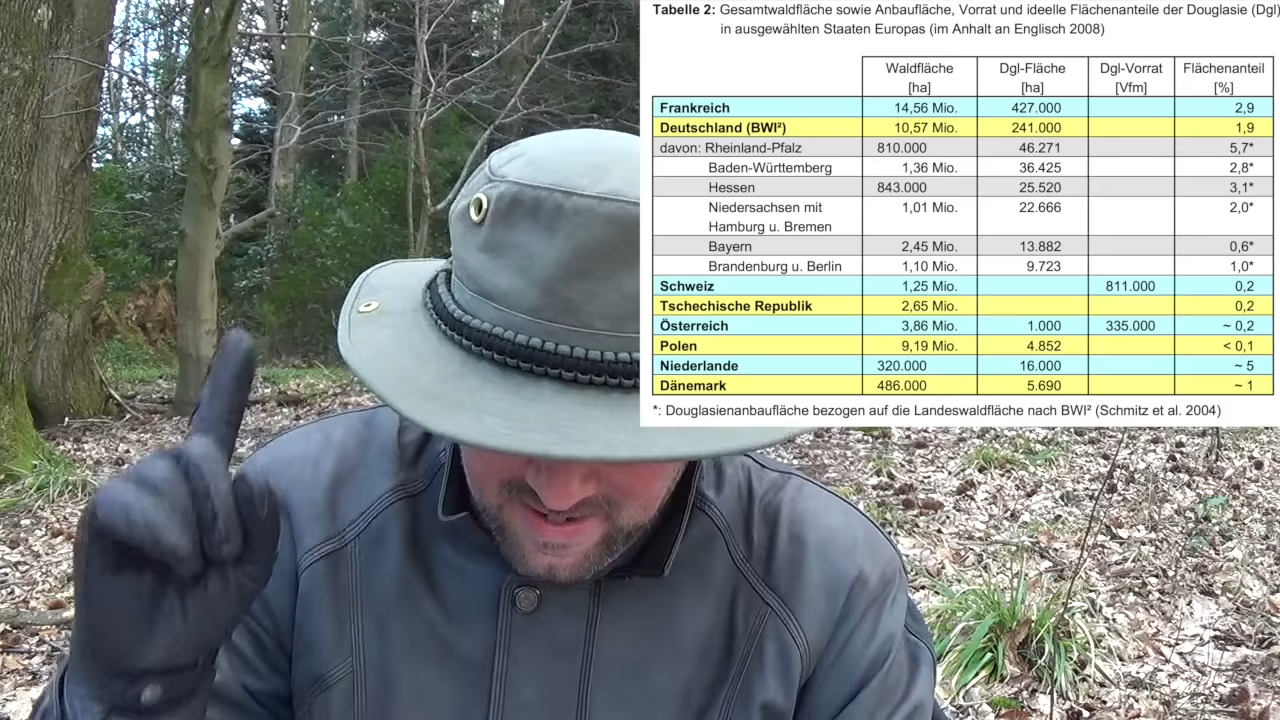 Tabelle 2: Gesamtwaldfläche sowie Anbaufläche, Vorrat und ideelle Flächenanteile der Douglasie (Dgl)
in ausgewählten Staaten Europas (im Anhalt an Englisch 2008)
Waldfläche Dgl-Fläche Dgl-Vorrat Flächenanteil
[ha] [ha] [Vfm] [%]
Frankreich 14,56 Mio. 427.000 2,9
Deutschland (BWI²) 10,57 Mio. 241.000 1,9
davon: Rheinland-Pfalz 810.000 46.271 5,7*
Baden-Württemberg 1,36 Mio. 36.425 2,8*
Hessen 843.000 25.520 3,1*
Niedersachsen mit 1,01 Mio. 22.666 2,0*
Hamburg u. Bremen
Bayern 2,45 Mio. 13.882 0,6*
Brandenburg u. Berlin 1,10 Mio. 9.723 1,0*
Schweiz 1,25 Mio. 811.000 0,2
Tschechische Republik 2,65 Mio. 0,2
Österreich 3,86 Mio. 1.000 335.000 ~ 0,2
Polen 9,19 Mio. 4.852 < 0,1
Niederlande 320.000 16.000 ~ 5
Dänemark 486.000 5.690 ~ 1
*: Douglasienanbaufläche bezogen auf die Landeswaldfläche nach BWI² (Schmitz et al. 2004)